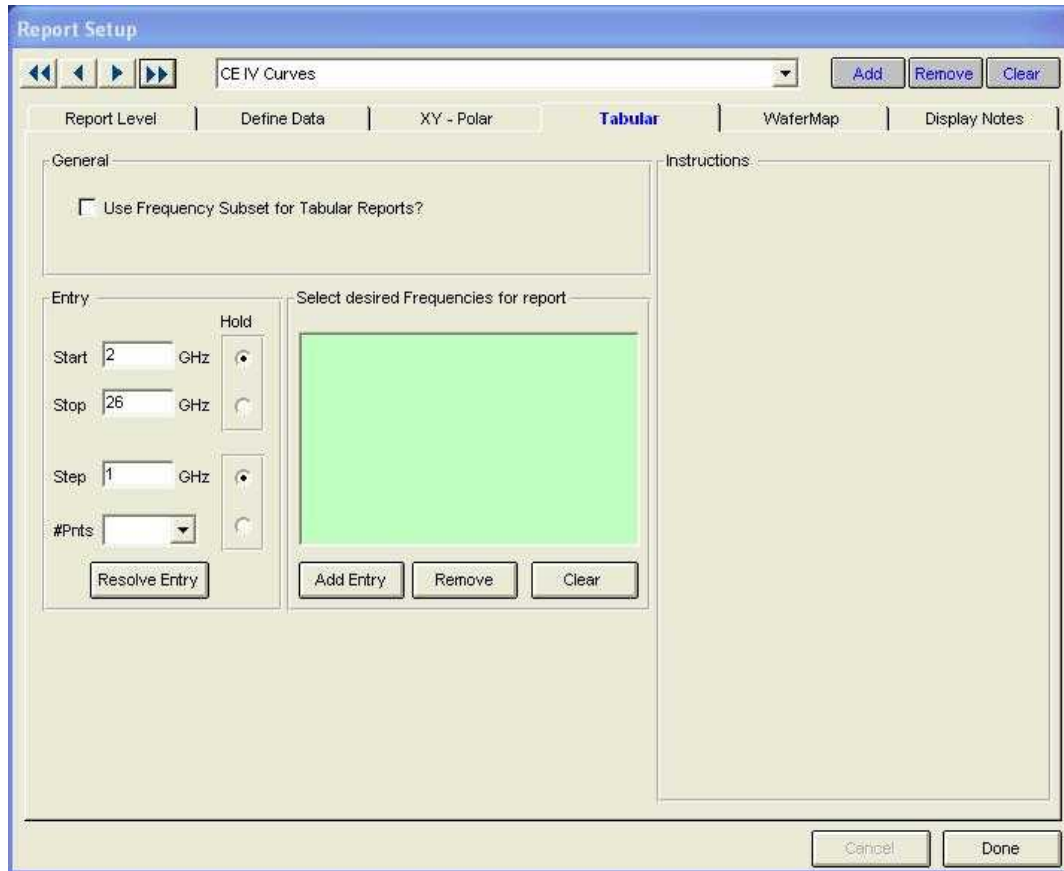 Report Setup
CE IV Curves
Add Remove Clear
Report Level Define Data XY - Polar Tabular WaferMap Display Notes
General
Use Frequency Subset for Tabular Reports?
Instructions
Entry
Hold
Start 2 GHz
Stop 26 GHz
Step 1 GHz
#Pnts
Resolve Entry
Select desired Frequencies for report
Add Entry Remove Clear
Cancel Done